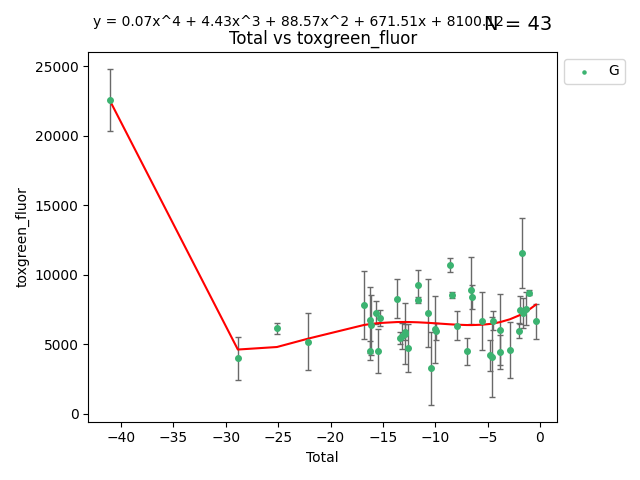 y = 0.07x^4 + 4.43x^3 + 88.57x^2 + 671.51x + 8100.
N = 43
Total vs toxgreen_fluor
G
25000
20000
15000
10000
5000
0
toxgreen_fluor
−40 −35 −30 −25 −20 −15 −10 −5 0
Total